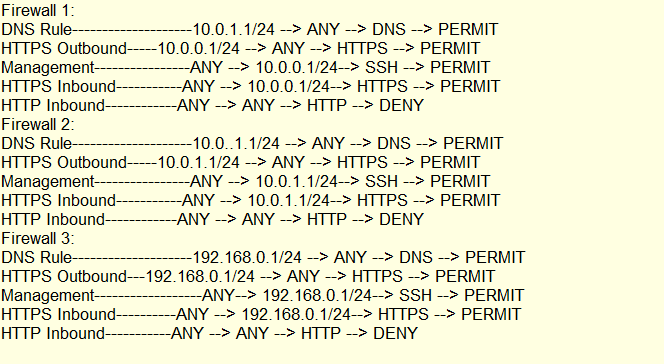 Firewall 1:
DNS Rule--------------------10.0.1.1/24 --> ANY --> DNS --> PERMIT
HTTPS Outbound-----10.0.0.1/24 --> ANY --> HTTPS --> PERMIT
Management----------------ANY --> 10.0.0.1/24--> SSH --> PERMIT
HTTPS Inbound-----------ANY --> 10.0.0.1/24--> HTTPS --> PERMIT
HTTP Inbound------------ANY --> ANY --> HTTP --> DENY
Firewall 2:
DNS Rule--------------------10.0..1.1/24 --> ANY --> DNS --> PERMIT
HTTPS Outbound-----10.0.1.1/24 --> ANY --> HTTPS --> PERMIT
Management----------------ANY --> 10.0.1.1/24--> SSH --> PERMIT
HTTPS Inbound-----------ANY --> 10.0.1.1/24--> HTTPS --> PERMIT
HTTP Inbound------------ANY --> ANY --> HTTP --> DENY
Firewall 3:
DNS Rule--------------------192.168.0.1/24 --> ANY --> DNS --> PERMIT
HTTPS Outbound---192.168.0.1/24 --> ANY --> HTTPS --> PERMIT
Management------------------ANY--> 192.168.0.1/24--> SSH --> PERMIT
HTTPS Inbound----------ANY --> 192.168.0.1/24--> HTTPS --> PERMIT
HTTP Inbound-----------ANY --> ANY --> HTTP --> DENY